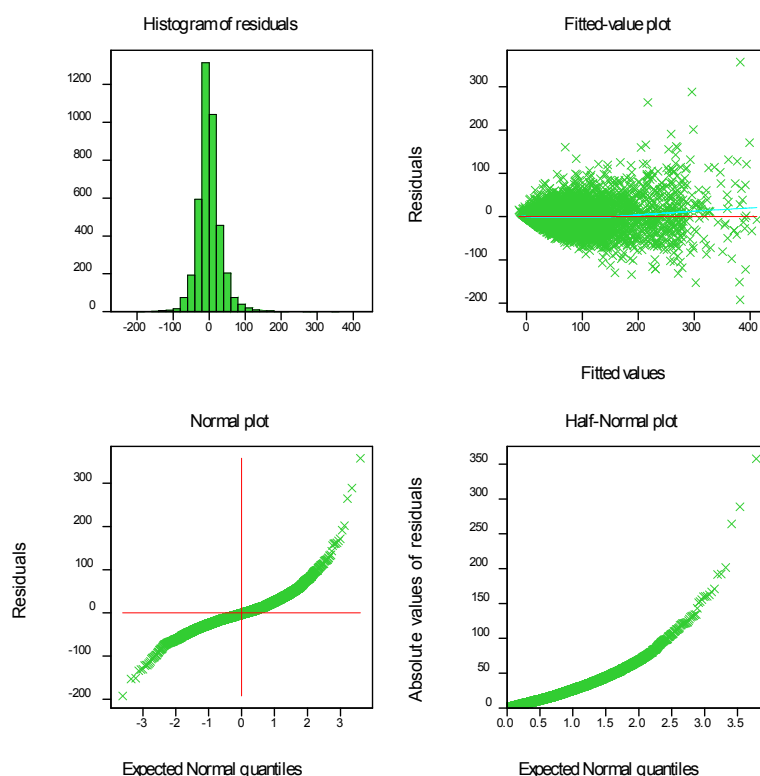 Histogram of residuals
1200
1000
800
600
400
200
0
-200 -100 0 100 200 300 400
Fitted-value plot
Residuals
300
200
100
0
-100
-200
0 100 200 300 400
Fitted values
Normal plot
Residuals
300
200
100
0
-100
-200
-3 -2 -1 0 1 2 3
Expected Normal quantiles
Half-Normal plot
Absolute values of residuals
350
300
250
200
150
100
50
0
0.0 0.5 1.0 1.5 2.0 2.5 3.0 3.5
Expected Normal quantiles